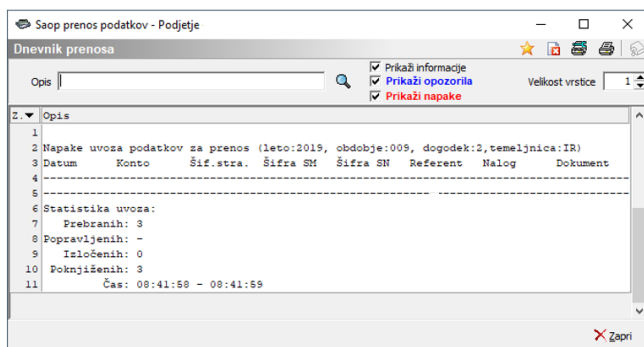 Saop prenos podatkov - Podjetje
Dnevnik prenosa
Opis
Prikaži informacije
Prikaži opozorila
Prikaži napake
Velikost vrstice 1
Z. Opis
1
2 Napake uvoza podatkov za prenos (leto:2019, obdobje:009, dogodek:2,temeljnica:IR)
3 Datum Konto Šif.stra. Šifra SM Šifra SN Referent Nalog Dokument
4 --------------------------------------------------------------------------------
5 --------------------------------------------------------------------------------
6 Statistika uvoza:
7 Prebranih: 3
8 Popravljenih: -
9 Izločenih: 0
10 Poknjiženih: 3
11 Čas: 08:41:58 - 08:41:59
Zapri